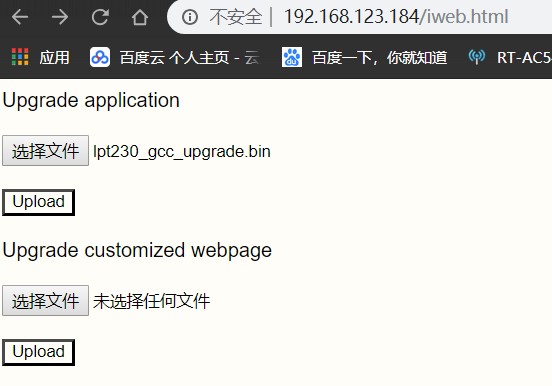 不安全 | 192.168.123.184/iweb.html
应用 百度云 个人主页 - 云 百度一下，你就知道 RT-AC54
Upgrade application
选择文件 lpt230_gcc_upgrade.bin
Upload
Upgrade customized webpage
选择文件 未选择任何文件
Upload